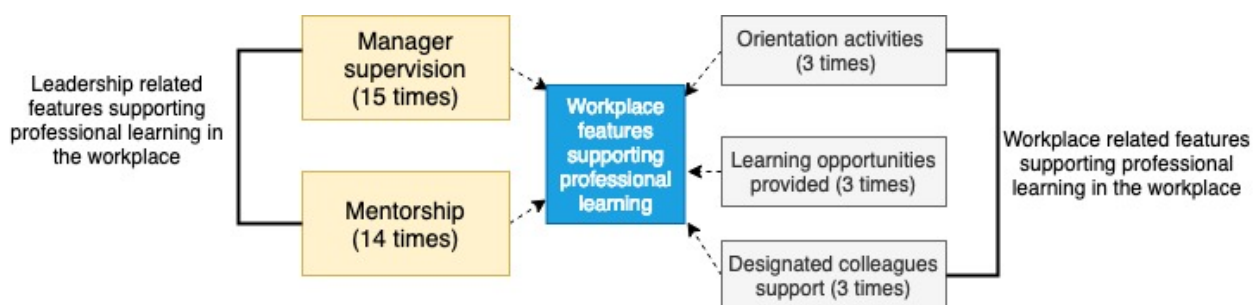 Leadership related
features supporting
professional learning in
the workplace
Manager
supervision
(15 times)
Mentorship
(14 times)
Workplace
features
supporting
professional
learning
Orientation activities
(3 times)
Learning opportunities
provided (3 times)
Designated colleagues
support (3 times)
Workplace related features
supporting professional
learning in the workplace